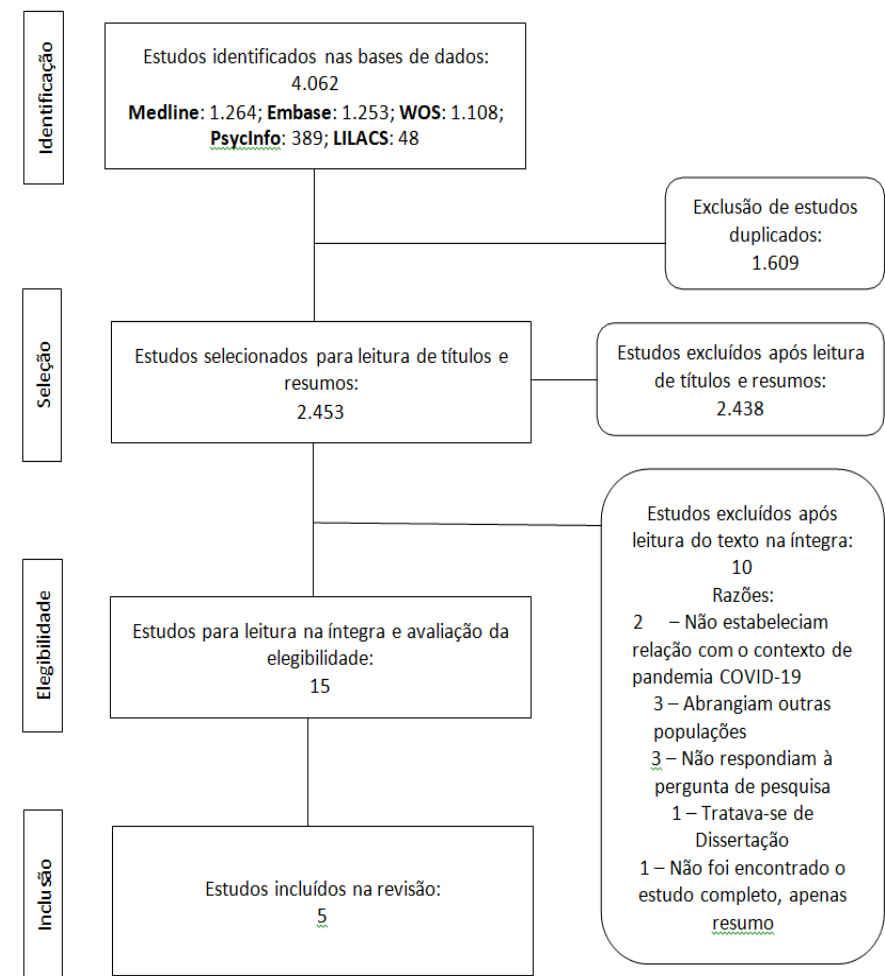 Identificação
Estudos identificados nas bases de dados:
4.062
Medline: 1.264; Embase: 1.253; WOS: 1.108;
PsycInfo: 389; LILACS: 48
Exclusão de estudos
duplicados:
1.609
Seleção
Estudos selecionados para leitura de títulos e
resumos:
2.453
Estudos excluídos após leitura
de títulos e resumos:
2.438
Estudos excluídos após
leitura do texto na íntegra:
10
Razões:
2 – Não estabeleciam
relação com o contexto de
pandemia COVID-19
3 – Abrangiam outras
populações
3 – Não respondiam à
pergunta de pesquisa
1 – Tratava-se de
Dissertação
1 – Não foi encontrado o
estudo completo, apenas
resumo
Elegibilidade
Estudos para leitura na íntegra e avaliação da
elegibilidade:
15
Inclusão
Estudos incluídos na revisão:
5